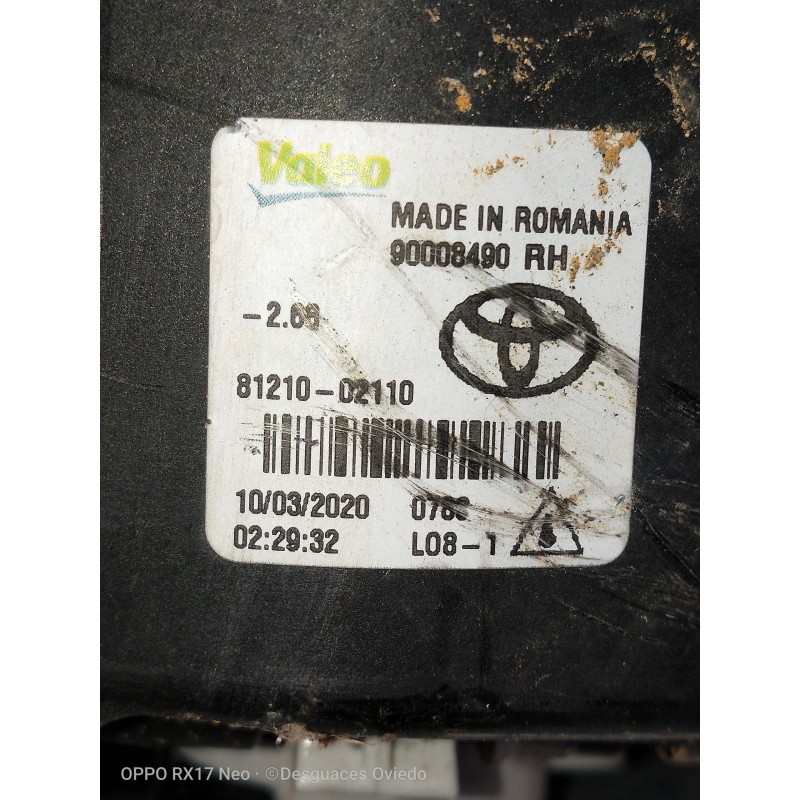 Valeo
MADE IN ROMANIA
90008490 RH
81210-02110
10/03/2020
02:29:32 L08-1
OPPO RX17 Neo · ©Desguaces Oviedo